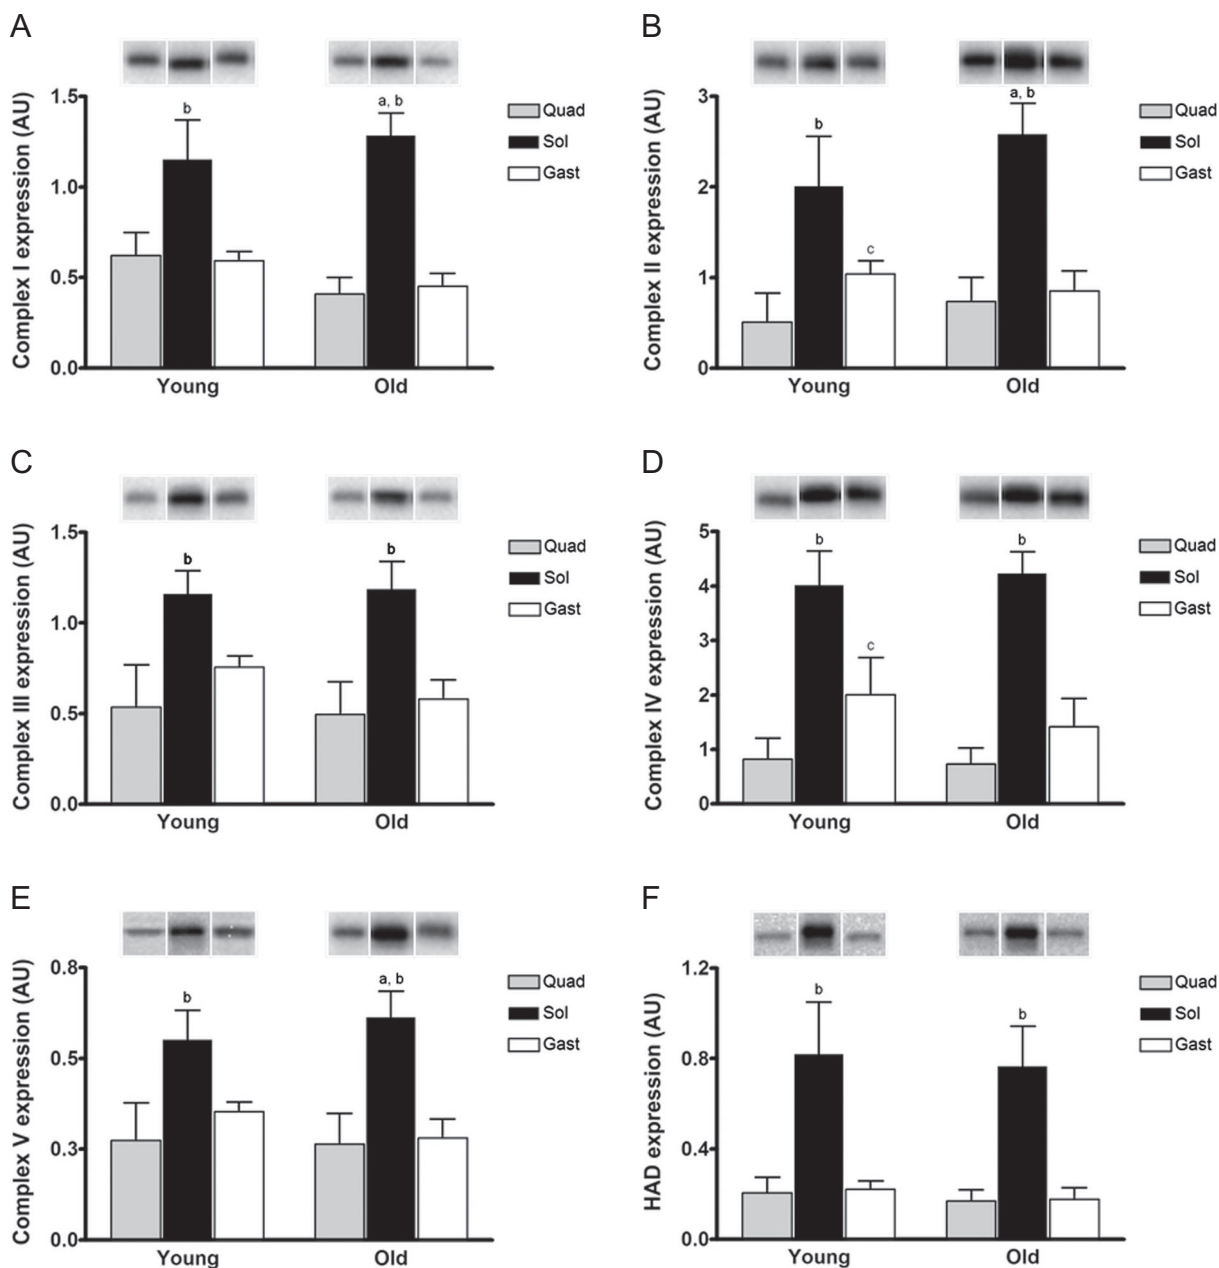 A
Complex I expression (AU)
1.5
1.0
0.5
0.0
b
a, b
Young
Old
Quad
Sol
Gast
B
Complex II expression (AU)
3
2
1
0
b
c
a, b
Young
Old
Quad
Sol
Gast
C
Complex III expression (AU)
1.5
1.0
0.5
0.0
b
b
Young
Old
Quad
Sol
Gast
D
Complex IV expression (AU)
5
4
3
2
1
0
b
c
b
Young
Old
Quad
Sol
Gast
E
Complex V expression (AU)
0.8
0.5
0.3
0.0
b
a, b
Young
Old
Quad
Sol
Gast
F
HAD expression (AU)
1.2
0.8
0.4
0.0
b
b
Young
Old
Quad
Sol
Gast